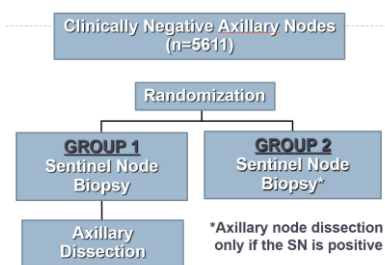 Clinically Negative Axillary Nodes
(n=5611)
Randomization
GROUP 1
Sentinel Node
Biopsy
GROUP 2
Sentinel Node
Biopsy*
Axillary
Dissection
*Axillary node dissection
only if the SN is positive